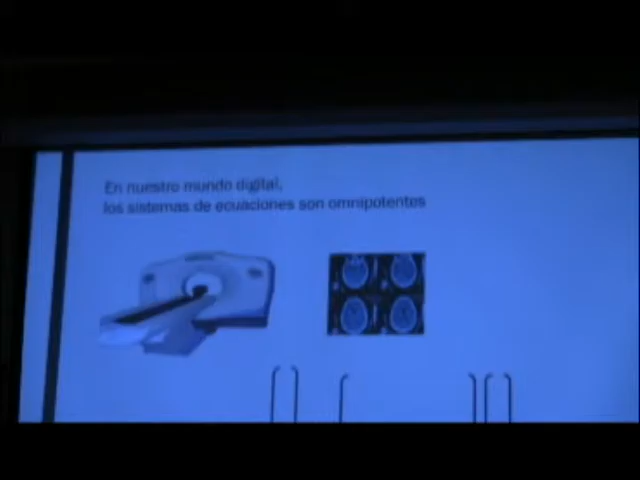 En nuestro mundo digital,
los sistemas de ecuaciones son omnipotentes